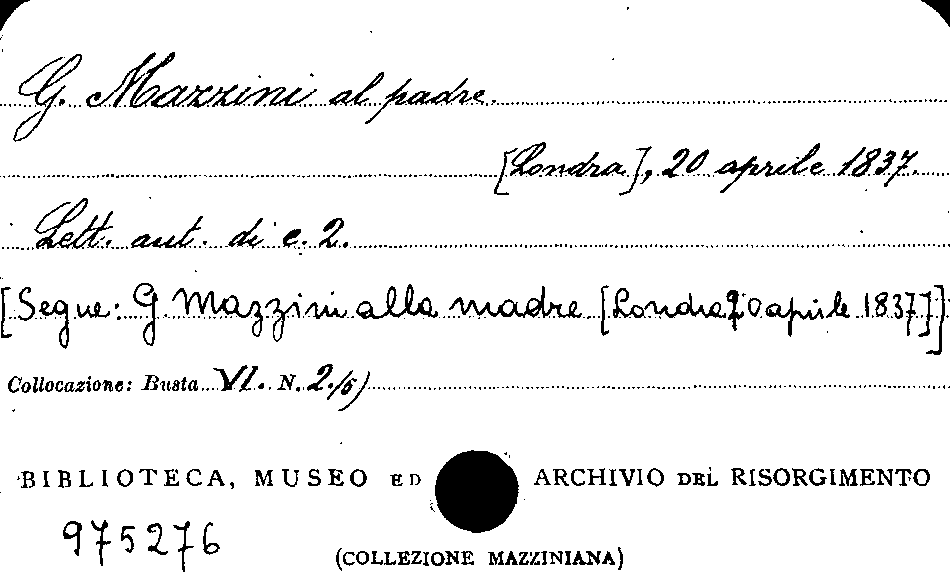 G. Mazzini al padre.
[Londra], 20 aprile 1837.
Lett. aut. di c. 2.
[Segue: G. Mazzini alla madre [Londra 20 aprile 1837]]
Collocazione: Busta VI. N. 2./5)
BIBLIOTECA, MUSEO ED ARCHIVIO DEL RISORGIMENTO
975276
(COLLEZIONE MAZZINIANA)